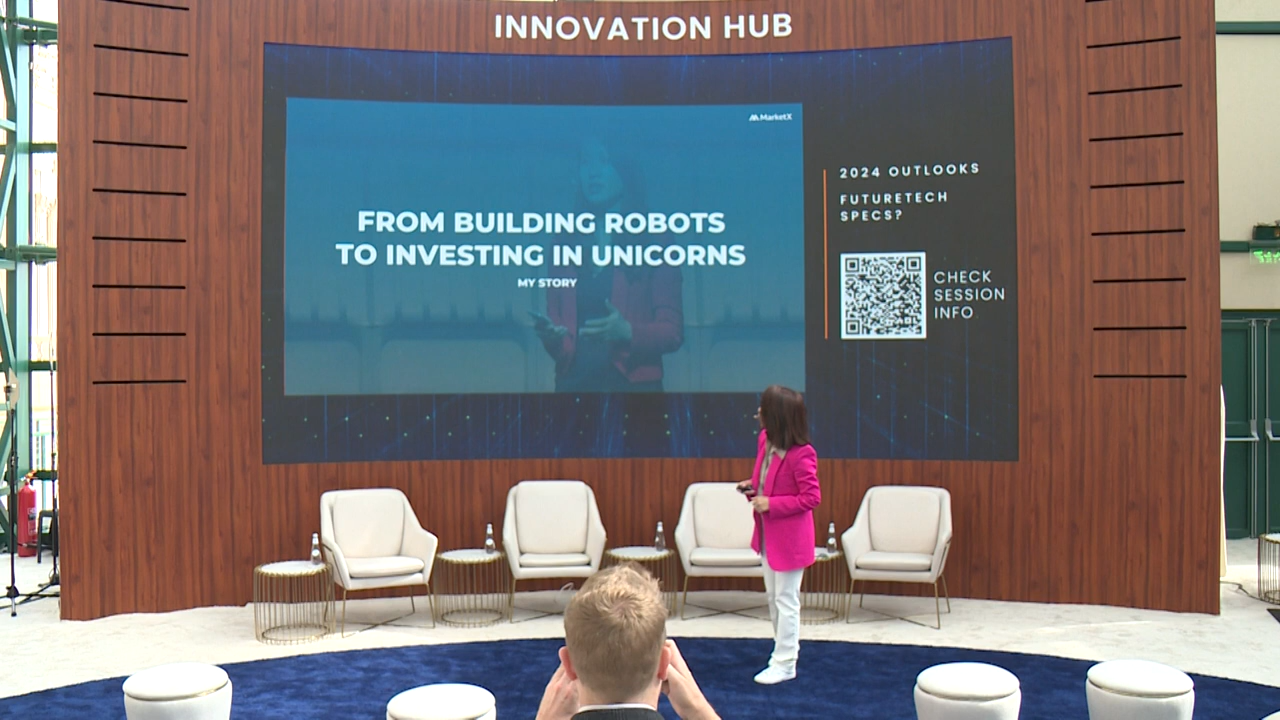 INNOVATION HUB
MarketX
FROM BUILDING ROBOTS
TO INVESTING IN UNICORNS
MY STORY
2024 OUTLOOKS
FUTURETECH
SPECS?
CHECK
SESSION
INFO